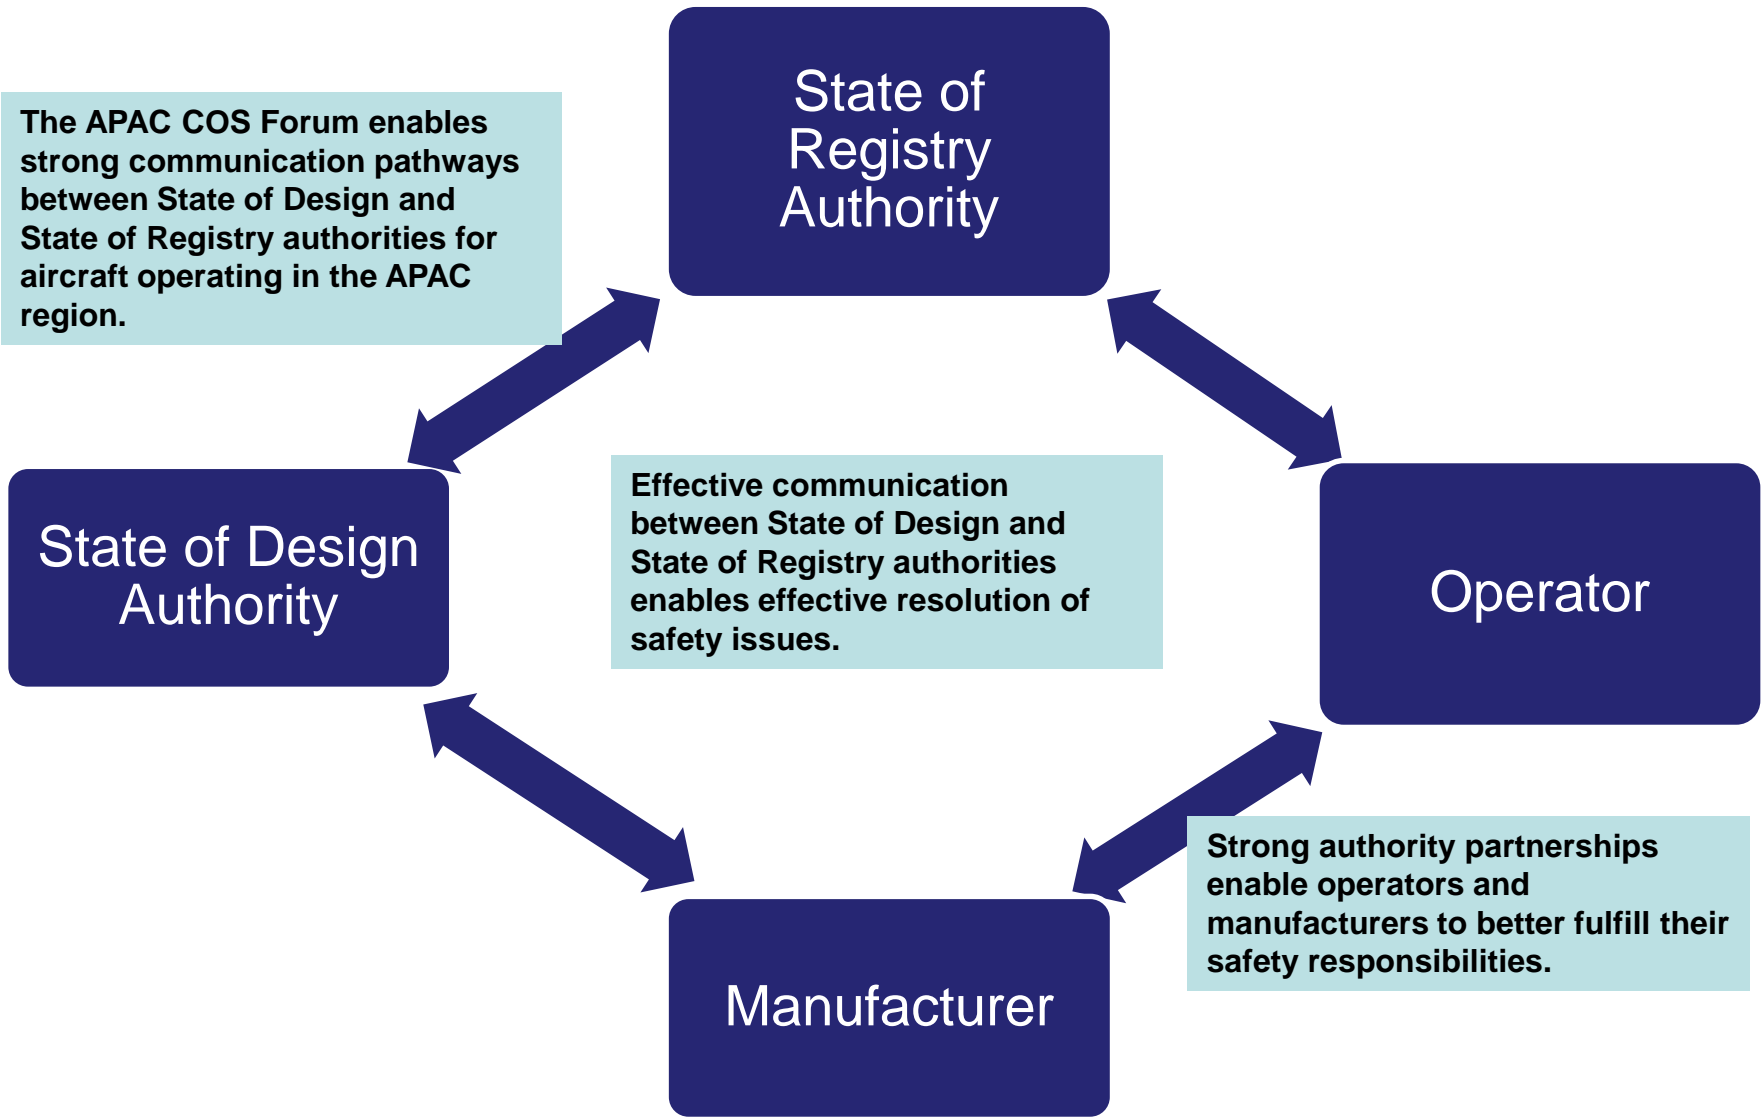 State of
Registry
Authority
The APAC COS Forum enables
strong communication pathways
between State of Design and
State of Registry authorities for
aircraft operating in the APAC
region.
State of Design
Authority
Effective communication
between State of Design and
State of Registry authorities
enables effective resolution of
safety issues.
Operator
Strong authority partnerships
enable operators and
manufacturers to better fulfill their
safety responsibilities.
Manufacturer